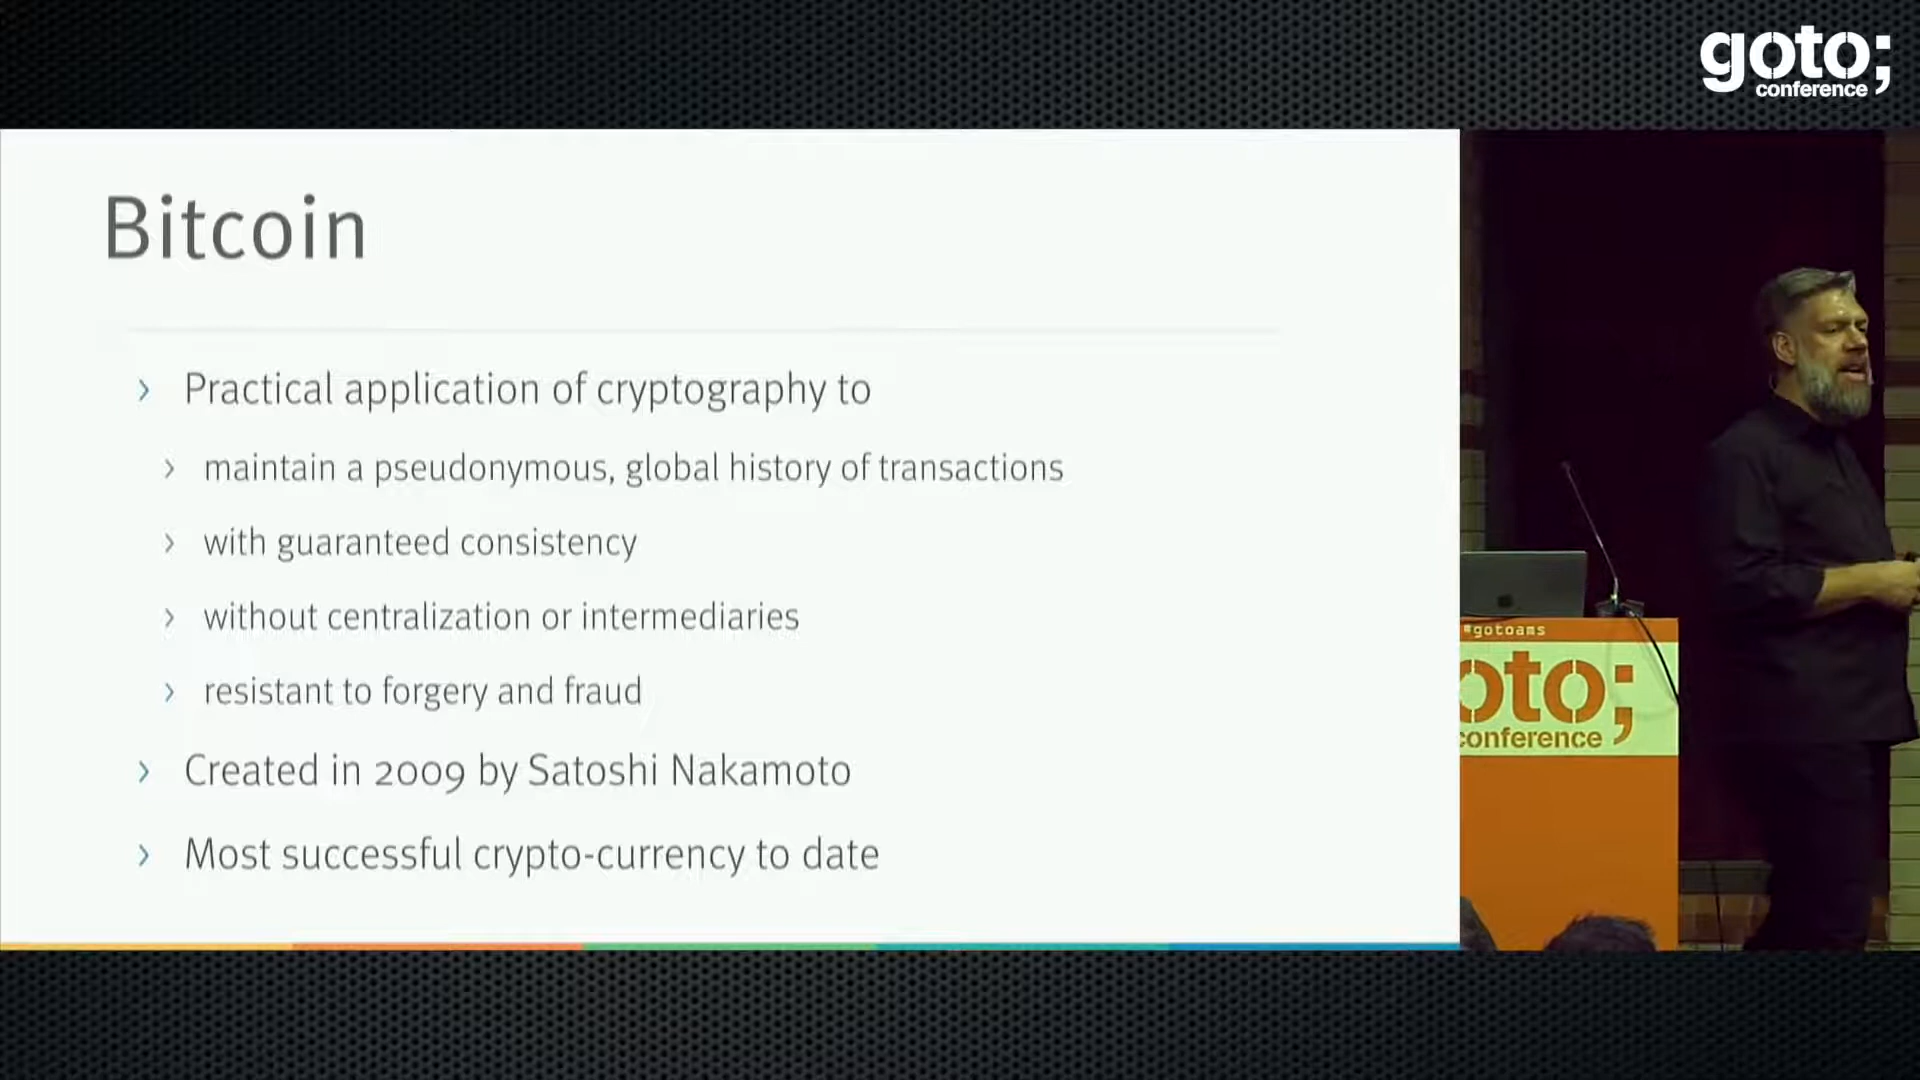 goto;
conference
Bitcoin
› Practical application of cryptography to
› maintain a pseudonymous, global history of transactions
› with guaranteed consistency
› without centralization or intermediaries
› resistant to forgery and fraud
› Created in 2009 by Satoshi Nakamoto
› Most successful crypto-currency to date
#gotoams
oto;
conference